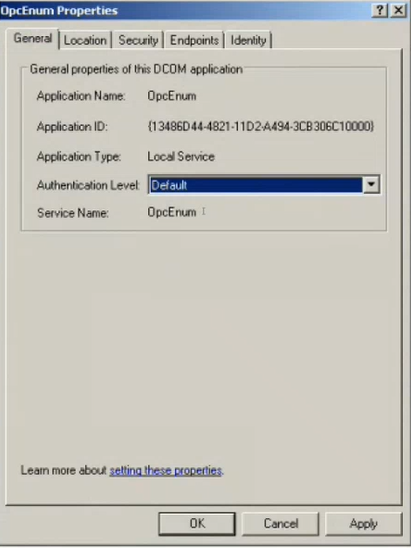 OpcEnum Properties
General Location Security Endpoints Identity
General properties of this DCOM application
Application Name: OpcEnum
Application ID: {13486D44-4821-11D2-A494-3CB306C10000}
Application Type: Local Service
Authentication Level: Default
Service Name: OpcEnum
Learn more about setting these properties.
OK Cancel Apply